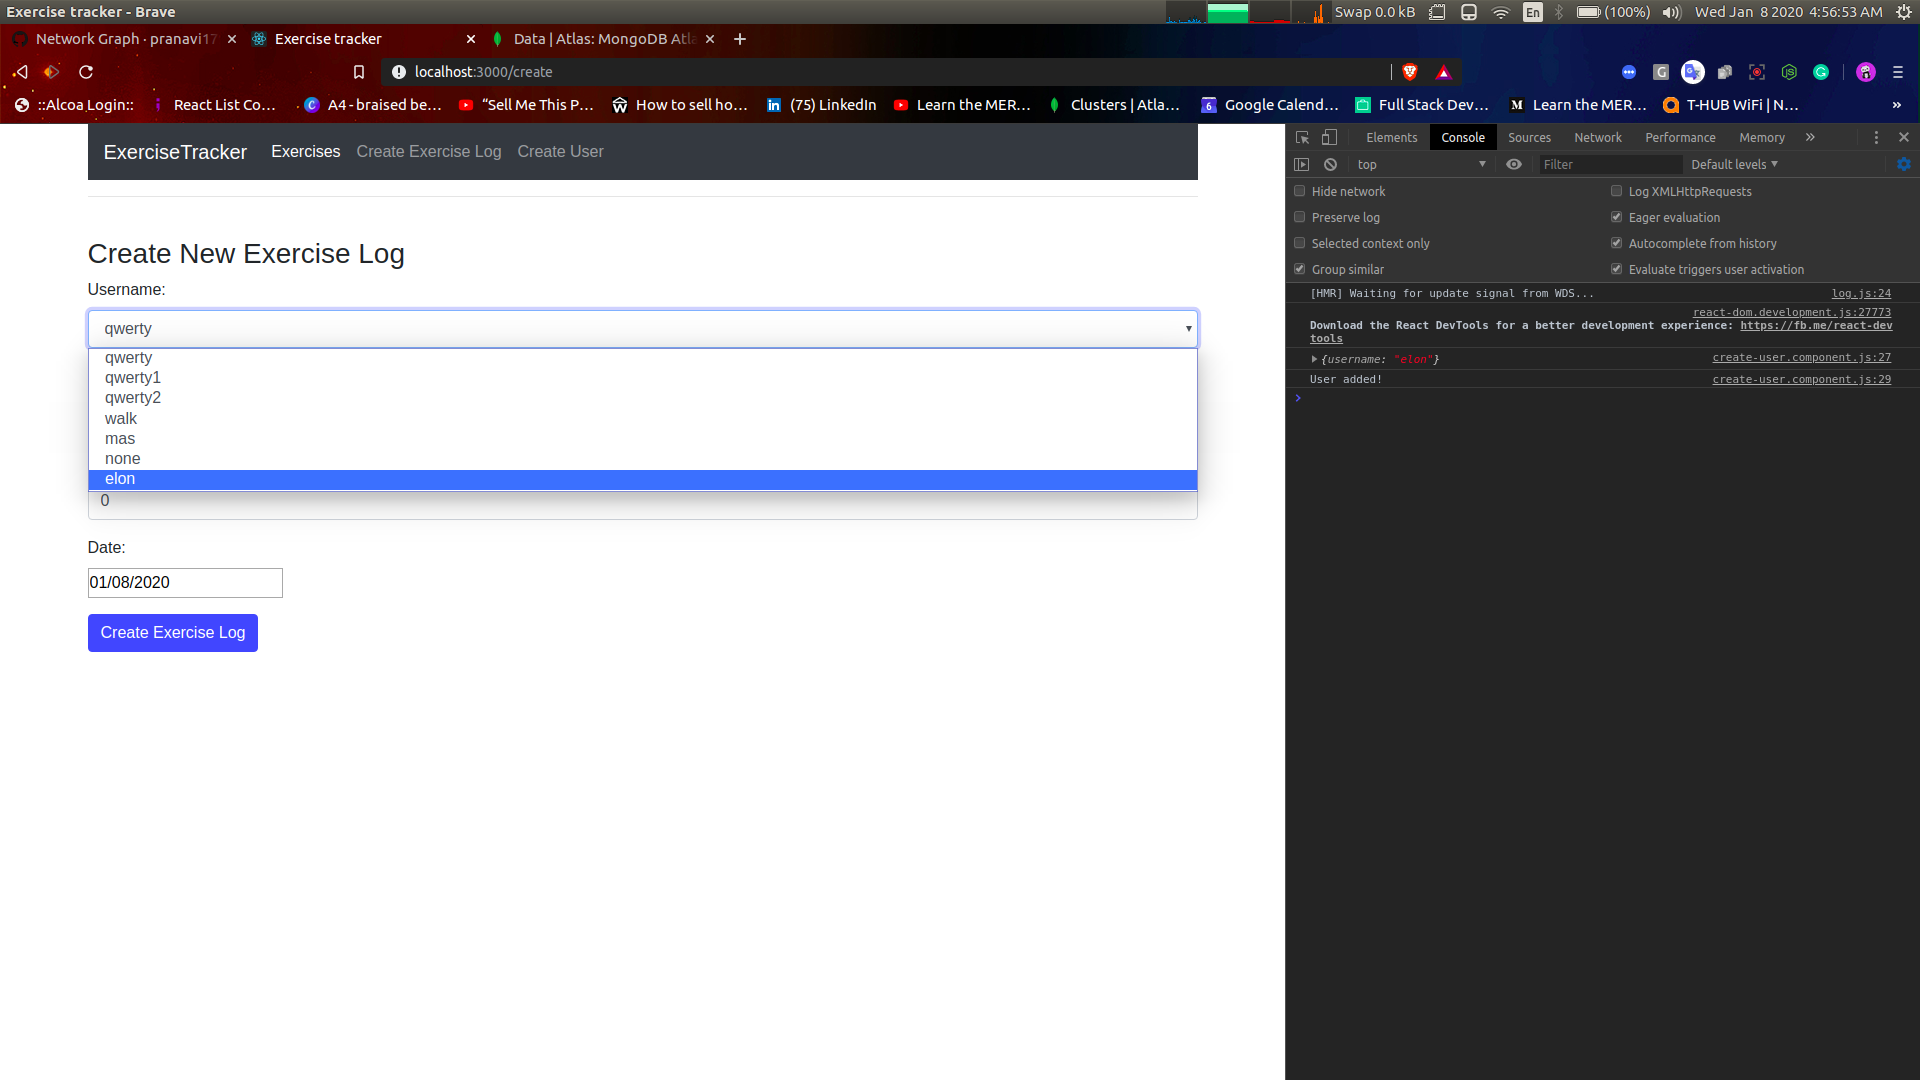 Exercise tracker - Brave
Swap 0.0 kB
En
(100%)
Wed Jan 8 2020 4:56:53 AM
Network Graph · pranavi17
Exercise tracker
Data | Atlas: MongoDB Atla
localhost:3000/create
::Alcoa Login::
React List Co…
A4 - braised be…
“Sell Me This P…
How to sell ho…
(75) LinkedIn
Learn the MER…
Clusters | Atla…
Google Calend…
Full Stack Dev…
Learn the MER…
T-HUB WiFi | N…
»
ExerciseTracker
Exercises
Create Exercise Log
Create User
Create New Exercise Log
Username:
qwerty
qwerty
qwerty1
qwerty2
walk
mas
none
elon
0
Date:
01/08/2020
Create Exercise Log
Elements
Console
Sources
Network
Performance
Memory
»
top
Filter
Default levels
Hide network
Log XMLHttpRequests
Preserve log
Eager evaluation
Selected context only
Autocomplete from history
Group similar
Evaluate triggers user activation
[HMR] Waiting for update signal from WDS...
log.js:24
react-dom.development.js:27773
Download the React DevTools for a better development experience: https://fb.me/react-dev
tools
{username: "elon"}
create-user.component.js:27
User added!
create-user.component.js:29